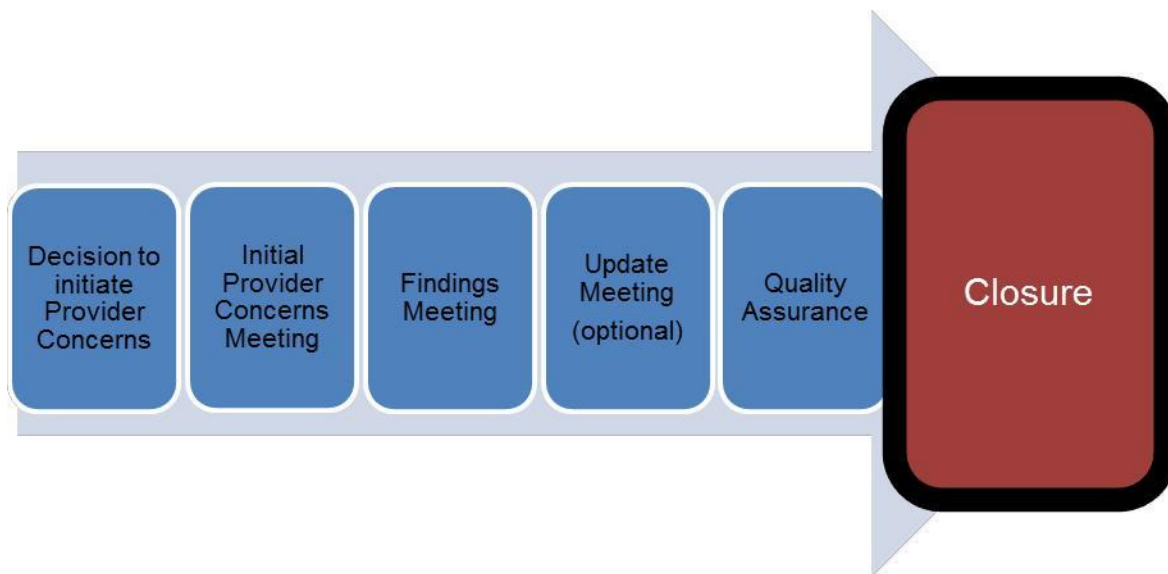 Decision to
initiate
Provider
Concerns
Initial
Provider
Concerns
Meeting
Findings
Meeting
Update
Meeting
(optional)
Quality
Assurance
Closure